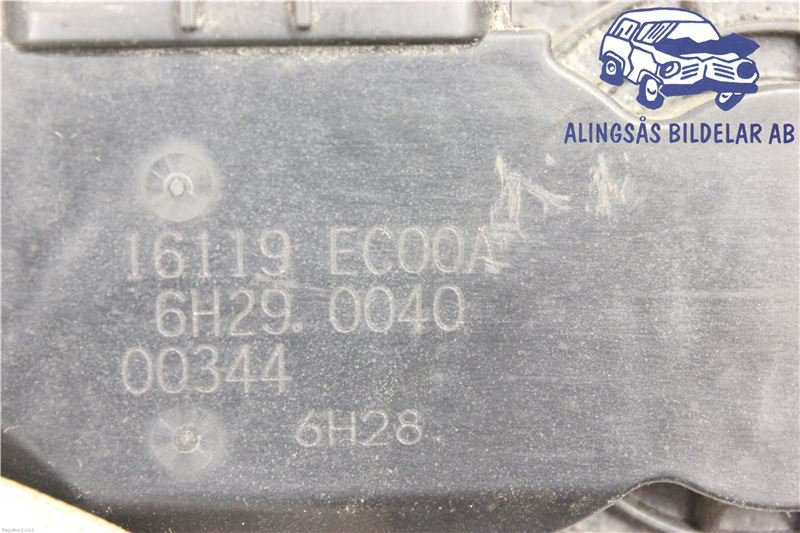 ALINGSÅS BILDELAR AB
16119 EC00A
6H29. 0040
00344
6H28